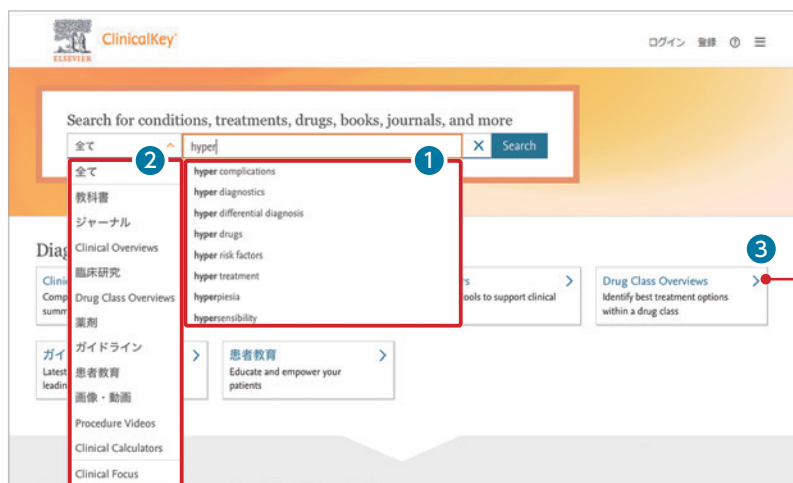 ELSEVIER
ClinicalKey®
ログイン 登録 ?
Search for conditions, treatments, drugs, books, journals, and more
全て hyper X Search
2
1
全て
教科書
ジャーナル
Clinical Overviews
臨床研究
Drug Class Overviews
薬剤
ガイドライン
患者教育
画像・動画
Procedure Videos
Clinical Calculators
Clinical Focus
hyper complications
hyper diagnostics
hyper differential diagnosis
hyper drugs
hyper risk factors
hyper treatment
hyperpiesia
hypersensibility
Diag
3
Clini
Comp
summ
rs
ools to support clinical
Drug Class Overviews
Identify best treatment options
within a drug class
ガイ
Latest
leadin
患者教育
Educate and empower your
patients